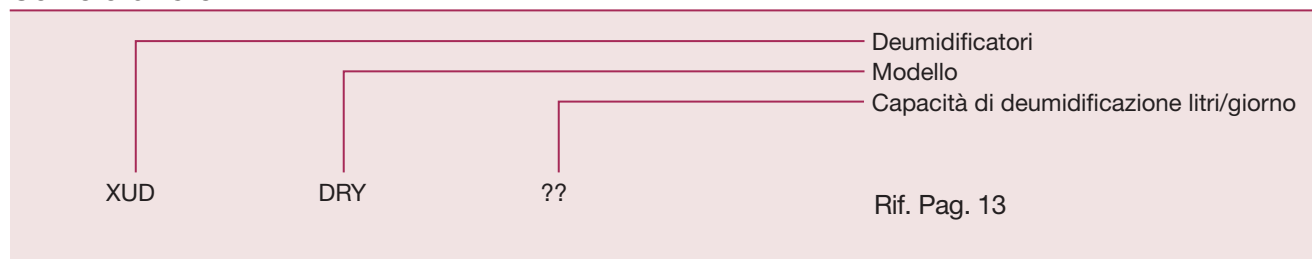 Deumidificatori
Modello
Capacità di deumidificazione litri/giorno
XUD DRY ??
Rif. Pag. 13